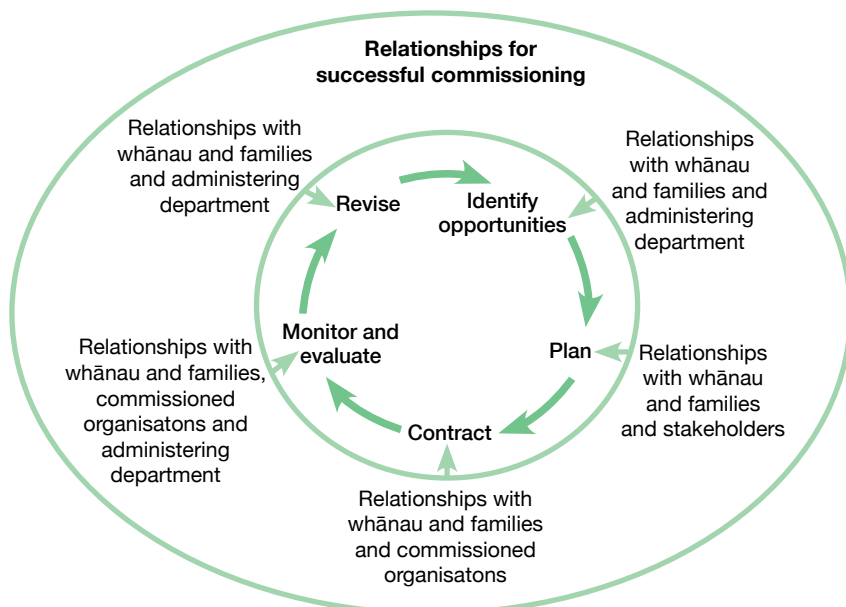 Relationships for
successful commissioning
Relationships with
whānau and families
and administering
department
Relationships
with whānau
and families and
administering
department
Revise
Identify
opportunities
Monitor and
evaluate
Plan
Relationships with
whānau and families,
commissioned
organisatons and
administering
department
Relationships
with whānau
and families
and stakeholders
Contract
Relationships with
whānau and families
and commissioned
organisatons